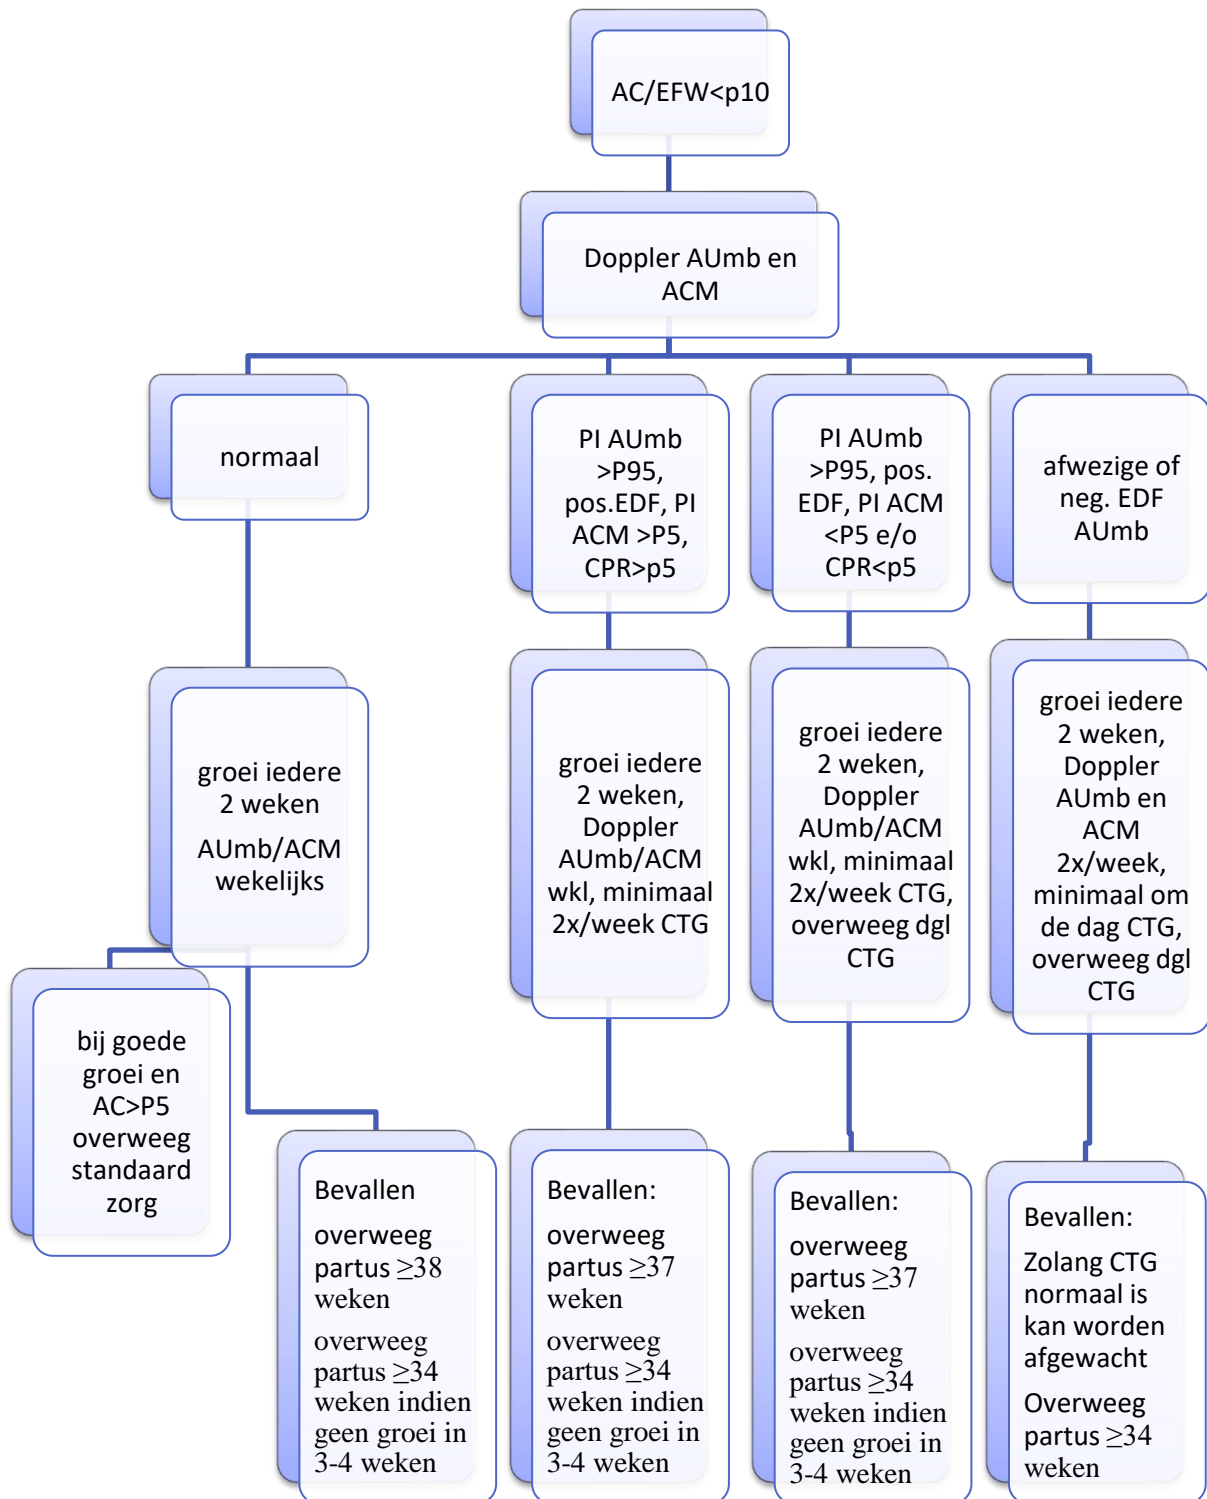 AC/EFW<p10
Doppler AUmb en
ACM
normaal
PI AUmb
>P95,
pos.EDF, PI
ACM >P5,
CPR>p5
PI AUmb
>P95, pos.
EDF, PI ACM
<P5 e/o
CPR<p5
afwezige of
neg. EDF
AUmb
groei iedere
2 weken
AUmb/ACM
wekelijks
groei iedere
2 weken,
Doppler
AUmb/ACM
wkl, minimaal
2x/week CTG
groei iedere
2 weken,
Doppler
AUmb/ACM
wkl, minimaal
2x/week CTG,
overweeg dgl
CTG
groei iedere
2 weken,
Doppler
AUmb en
ACM
2x/week,
minimaal om
de dag CTG,
overweeg dgl
CTG
bij goede
groei en
AC>P5
overweeg
standaard
zorg
Bevallen
overweeg
partus ≥38
weken
overweeg
partus ≥34
weken indien
geen groei in
3-4 weken
Bevallen:
overweeg
partus ≥37
weken
overweeg
partus ≥34
weken indien
geen groei in
3-4 weken
Bevallen:
overweeg
partus ≥37
weken
overweeg
partus ≥34
weken indien
geen groei in
3-4 weken
Bevallen:
Zolang CTG
normaal is
kan worden
afgewacht
Overweeg
partus ≥34
weken